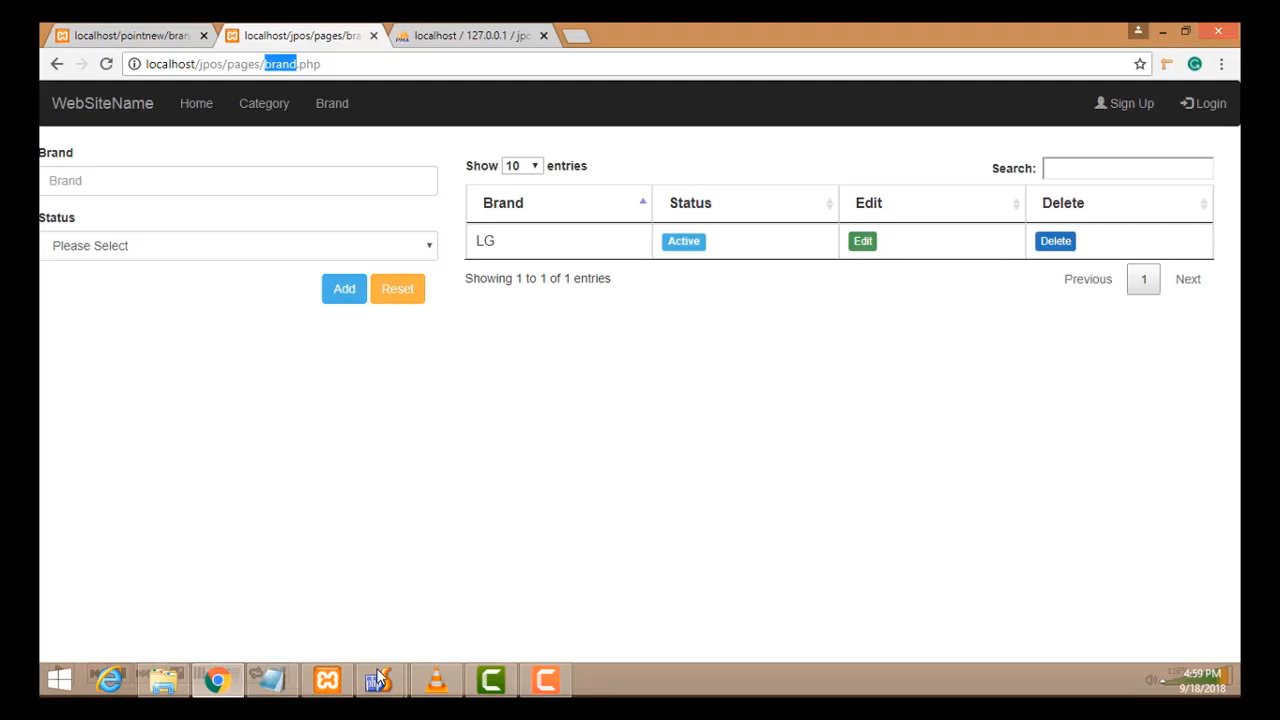 localhost/pointnew/bran
localhost/jpos/pages/bra
localhost / 127.0.0.1 / jpo
localhost/jpos/pages/brand.php
WebSiteName Home Category Brand Sign Up Login
Brand
Brand
Status
Please Select
Add Reset
Show 10 entries Search:
Brand Status Edit Delete
LG Active Edit Delete
Showing 1 to 1 of 1 entries Previous 1 Next
4:59 PM
9/18/2018